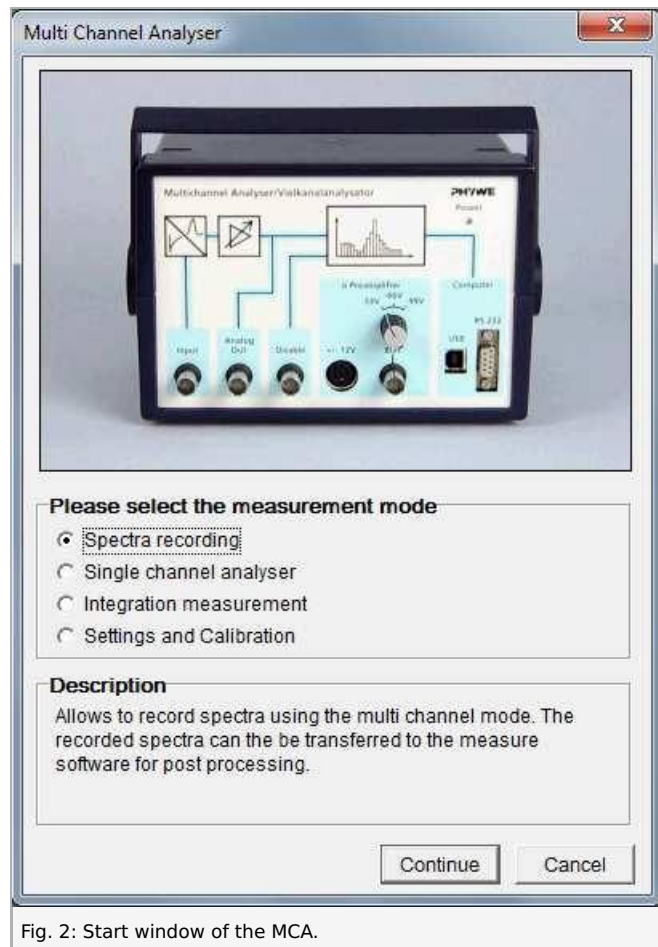 Multi Channel Analyser
Multichannel Analyser/Vielkanalanalysator
PHYWE
Power
Computer
RS 232
USB
Input
Analog
Out
Disable
+/- 12V
Please select the measurement mode
Spectra recording
Single channel analyser
Integration measurement
Settings and Calibration
Description
Allows to record spectra using the multi channel mode. The
recorded spectra can the be transferred to the measure
software for post processing.
Continue
Cancel
Fig. 2: Start window of the MCA.